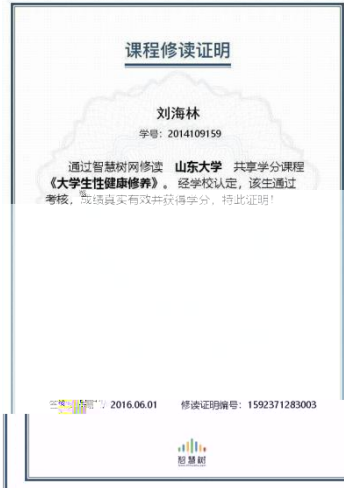 课程修读证明
刘海林
学号：2014109159
通过智慧树网修读 山东大学 共享学分课程
《大学生性健康修养》。经学校认定，该生通过
考核，成绩真实有效并获得学分，特此证明！
2016.06.01 修读证明编号：1592371283003
智慧树